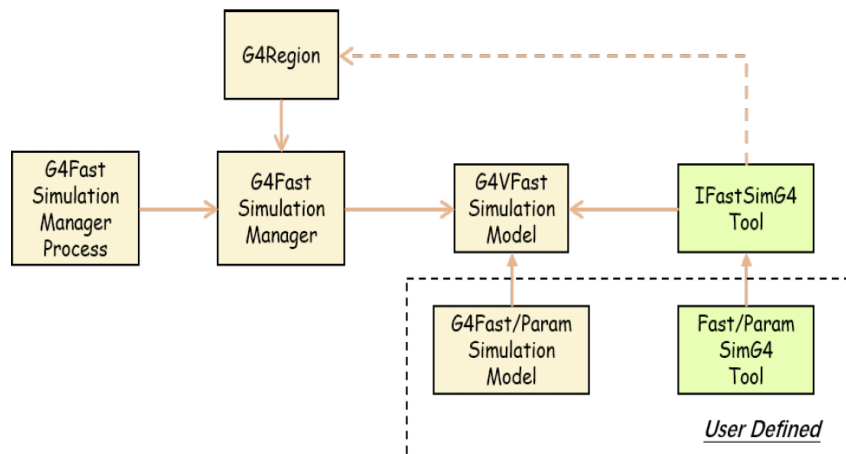 G4Region
G4Fast
Simulation
Manager
Process
G4Fast
Simulation
Manager
G4VFast
Simulation
Model
IFastSimG4
Tool
G4Fast/Param
Simulation
Model
Fast/Param
SimG4
Tool
User Defined